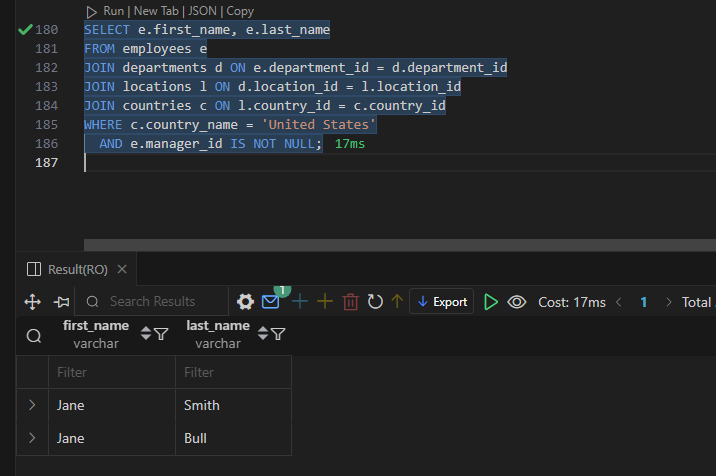 Run | New Tab | JSON | Copy
180 SELECT e.first_name, e.last_name
181 FROM employees e
182 JOIN departments d ON e.department_id = d.department_id
183 JOIN locations l ON d.location_id = l.location_id
184 JOIN countries c ON l.country_id = c.country_id
185 WHERE c.country_name = 'United States'
186 AND e.manager_id IS NOT NULL; 17ms
187
Result(RO)
Search Results 1 Export Cost: 17ms < 1 > Total
first_name last_name
varchar varchar
Filter Filter
Jane Smith
Jane Bull